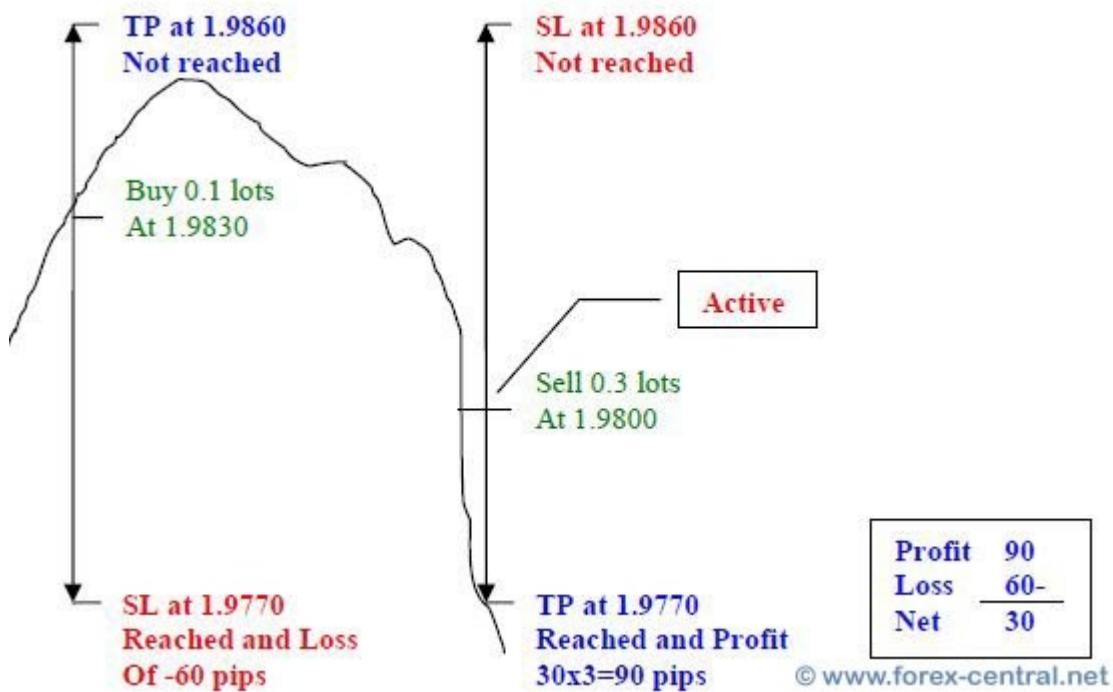 TP at 1.9860
Not reached
SL at 1.9860
Not reached
Buy 0.1 lots
At 1.9830
Active
Sell 0.3 lots
At 1.9800
SL at 1.9770
Reached and Loss
Of -60 pips
TP at 1.9770
Reached and Profit
30x3=90 pips
Profit 90
Loss 60-
Net 30
© www.forex-central.net